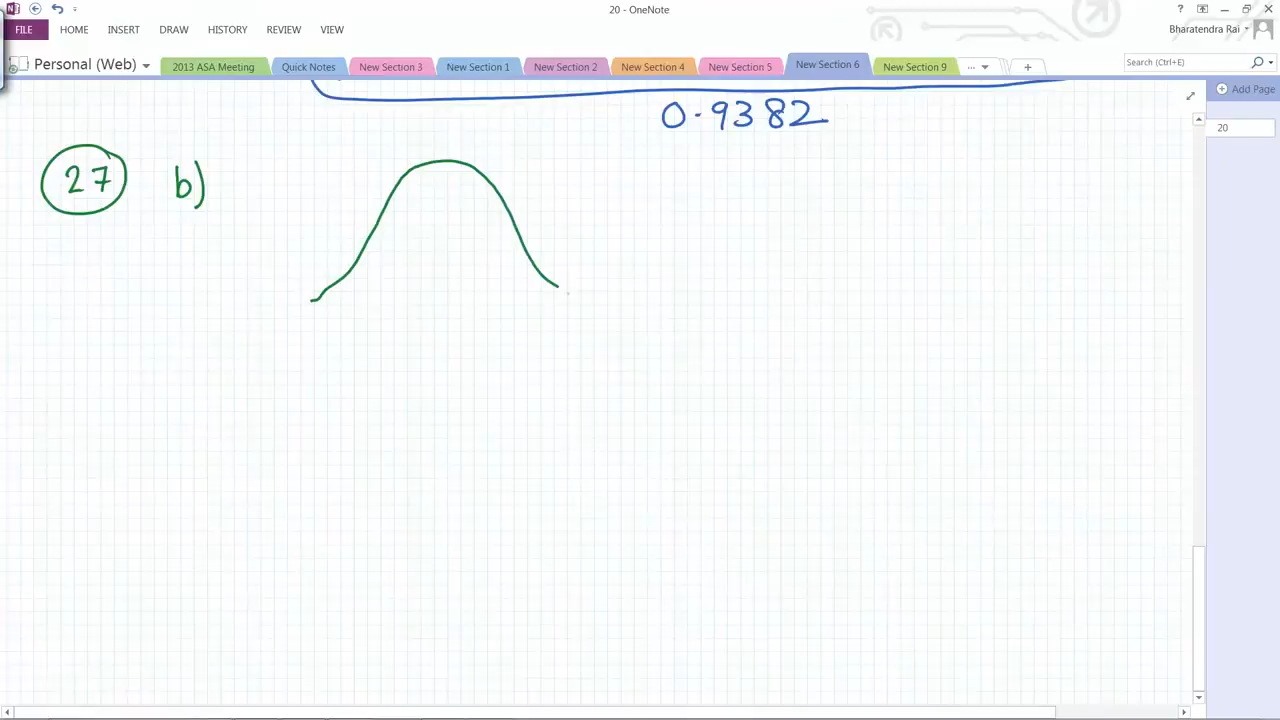 20 - OneNote
?
FILE HOME INSERT DRAW HISTORY REVIEW VIEW
Bharatendra Rai
Personal (Web) 2013 ASA Meeting Quick Notes New Section 3 New Section 1 New Section 2 New Section 4 New Section 5 New Section 6 New Section 9 ... +
Search (Ctrl+E)
+ Add Page
20
0.9382
27 b)